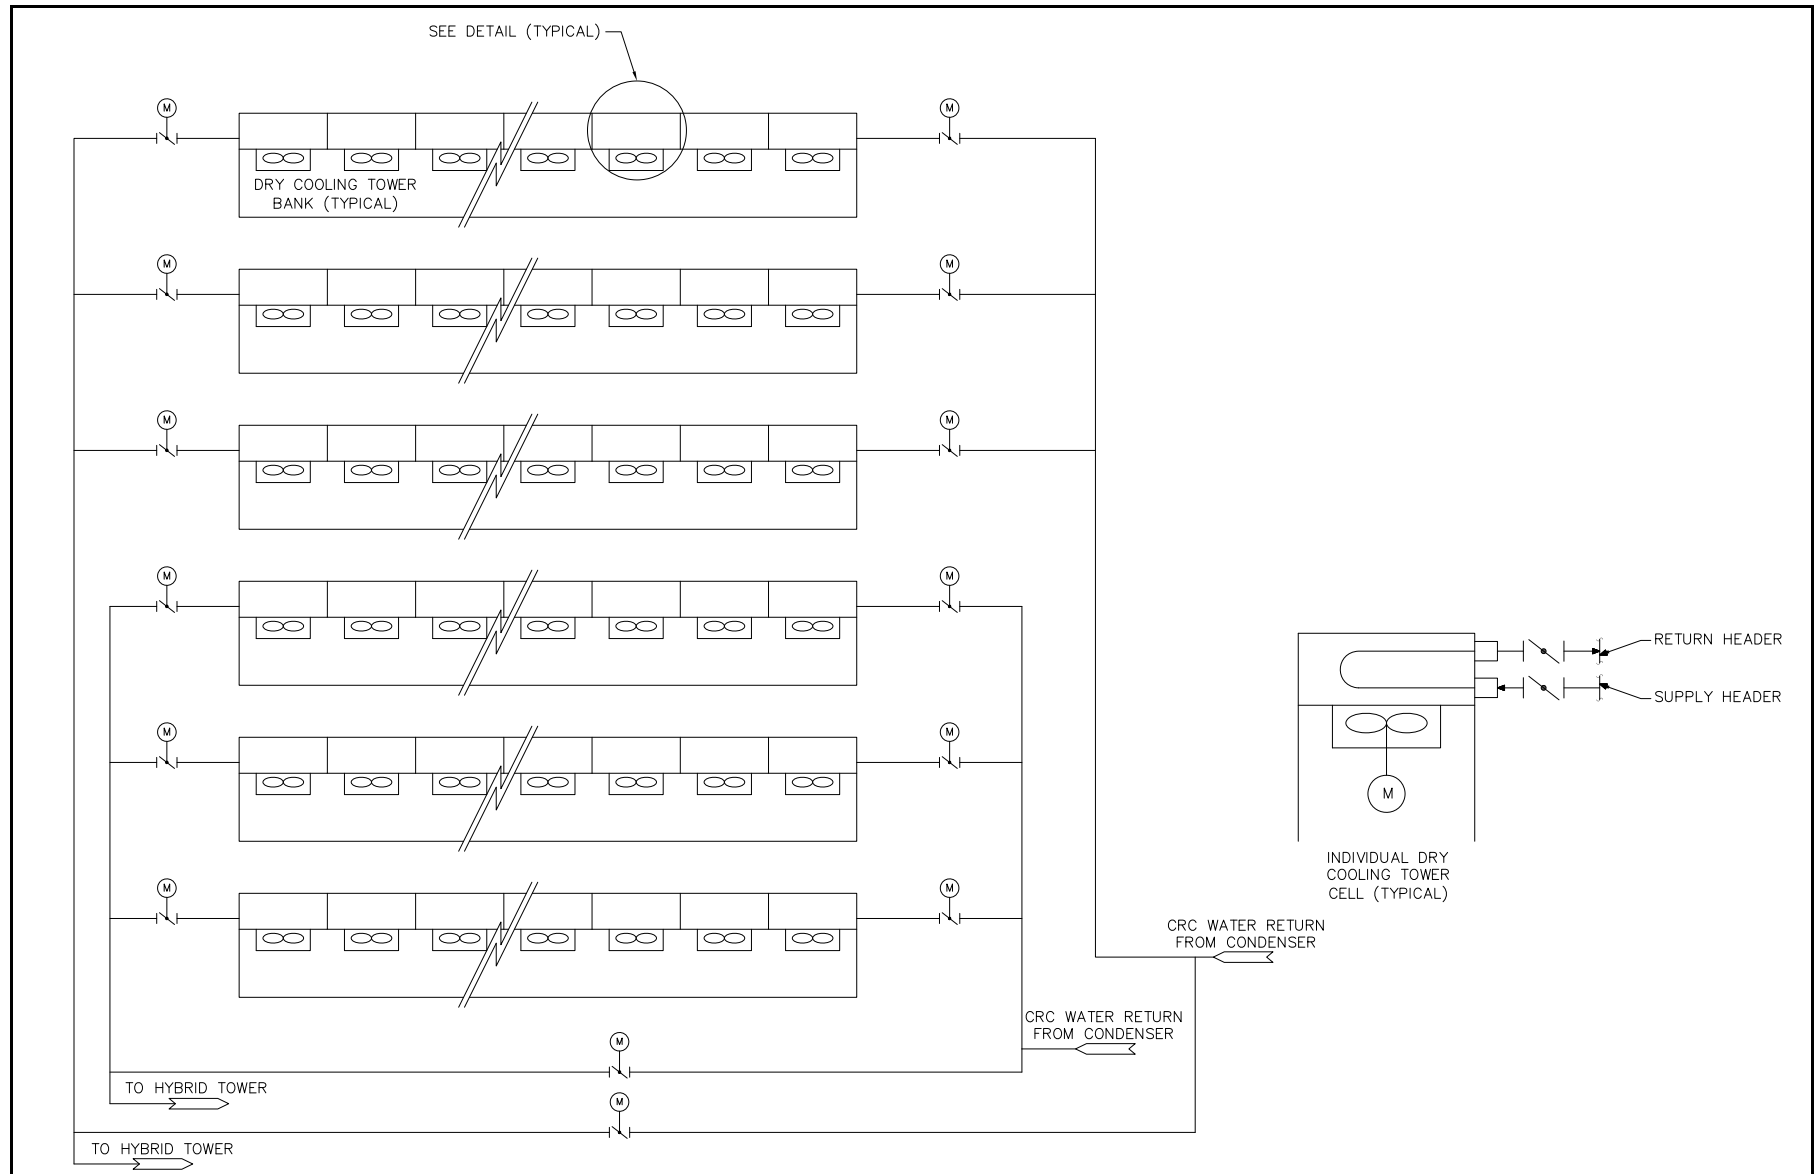 SEE DETAIL (TYPICAL)
M
M
DRY COOLING TOWER
BANK (TYPICAL)
M
M
M
M
M
M
RETURN HEADER
SUPPLY HEADER
M
M
M
INDIVIDUAL DRY
COOLING TOWER
CELL (TYPICAL)
M
M
CRC WATER RETURN
FROM CONDENSER
CRC WATER RETURN
FROM CONDENSER
M
TO HYBRID TOWER
M
TO HYBRID TOWER